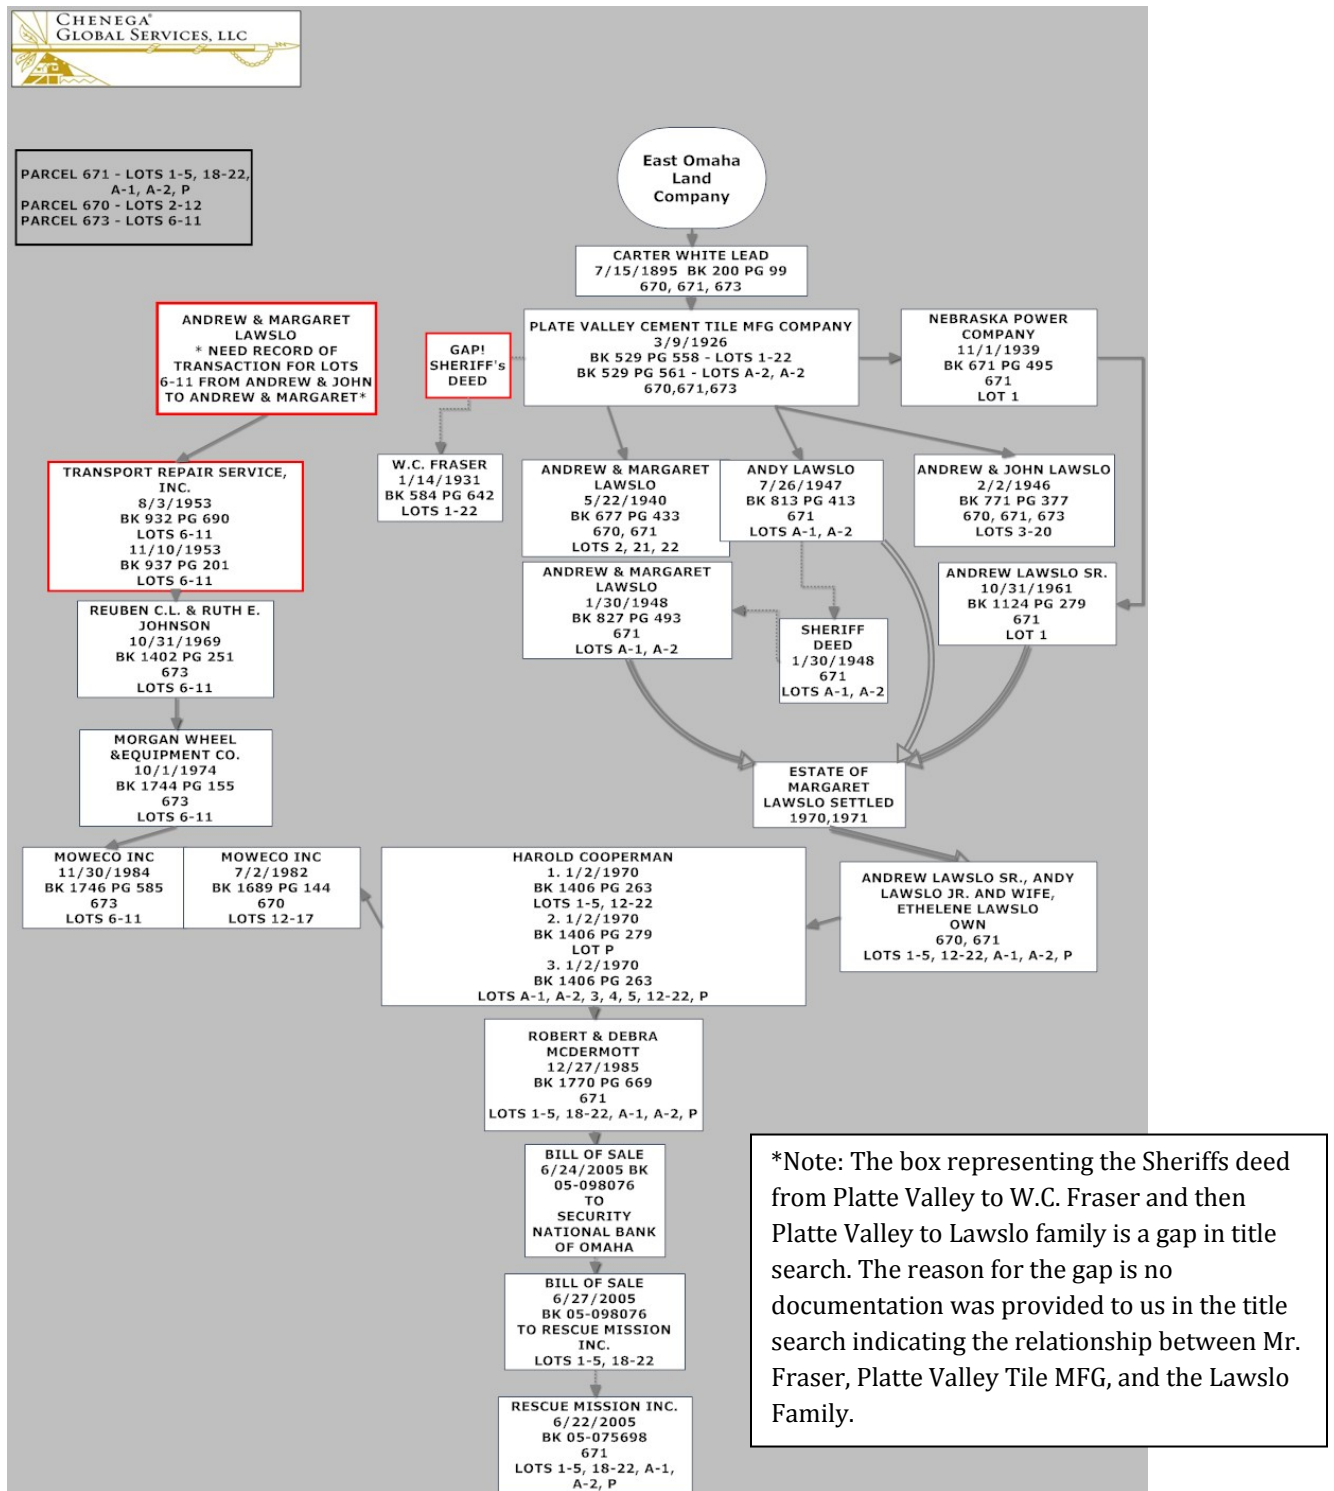 CHENEGA®
GLOBAL SERVICES, LLC
PARCEL 671 - LOTS 1-5, 18-22,
A-1, A-2, P
PARCEL 670 - LOTS 2-12
PARCEL 673 - LOTS 6-11
East Omaha
Land
Company
CARTER WHITE LEAD
7/15/1895 BK 200 PG 99
670, 671, 673
ANDREW & MARGARET
LAWSLO
* NEED RECORD OF
TRANSACTION FOR LOTS
6-11 FROM ANDREW & JOHN
TO ANDREW & MARGARET*
GAP!
SHERIFF's
DEED
PLATE VALLEY CEMENT TILE MFG COMPANY
3/9/1926
BK 529 PG 558 - LOTS 1-22
BK 529 PG 561 - LOTS A-2, A-2
670,671,673
NEBRASKA POWER
COMPANY
11/1/1939
BK 671 PG 495
671
LOT 1
TRANSPORT REPAIR SERVICE,
INC.
8/3/1953
BK 932 PG 690
LOTS 6-11
11/10/1953
BK 937 PG 201
LOTS 6-11
W.C. FRASER
1/14/1931
BK 584 PG 642
LOTS 1-22
ANDREW & MARGARET
LAWSLO
5/22/1940
BK 677 PG 433
670, 671
LOTS 2, 21, 22
ANDY LAWSLO
7/26/1947
BK 813 PG 413
671
LOTS A-1, A-2
ANDREW & JOHN LAWSLO
2/2/1946
BK 771 PG 377
670, 671, 673
LOTS 3-20
ANDREW & MARGARET
LAWSLO
1/30/1948
BK 827 PG 493
671
LOTS A-1, A-2
SHERIFF
DEED
1/30/1948
671
LOTS A-1, A-2
ANDREW LAWSLO SR.
10/31/1961
BK 1124 PG 279
671
LOT 1
REUBEN C.L. & RUTH E.
JOHNSON
10/31/1969
BK 1402 PG 251
673
LOTS 6-11
MORGAN WHEEL
&EQUIPMENT CO.
10/1/1974
BK 1744 PG 155
673
LOTS 6-11
ESTATE OF
MARGARET
LAWSLO SETTLED
1970,1971
MOWECO INC
11/30/1984
BK 1746 PG 585
673
LOTS 6-11
MOWECO INC
7/2/1982
BK 1689 PG 144
670
LOTS 12-17
HAROLD COOPERMAN
1. 1/2/1970
BK 1406 PG 263
LOTS 1-5, 12-22
2. 1/2/1970
BK 1406 PG 279
LOT P
3. 1/2/1970
BK 1406 PG 263
LOTS A-1, A-2, 3, 4, 5, 12-22, P
ANDREW LAWSLO SR., ANDY
LAWSLO JR. AND WIFE,
ETHELENE LAWSLO
OWN
670, 671
LOTS 1-5, 12-22, A-1, A-2, P
ROBERT & DEBRA
MCDERMOTT
12/27/1985
BK 1770 PG 669
671
LOTS 1-5, 18-22, A-1, A-2, P
BILL OF SALE
6/24/2005 BK
05-098076
TO
SECURITY
NATIONAL BANK
OF OMAHA
BILL OF SALE
6/27/2005
BK 05-098076
TO RESCUE MISSION
INC.
LOTS 1-5, 18-22
RESCUE MISSION INC.
6/22/2005
BK 05-075698
671
LOTS 1-5, 18-22, A-1,
A-2, P
*Note: The box representing the Sheriffs deed
from Platte Valley to W.C. Fraser and then
Platte Valley to Lawslo family is a gap in title
search. The reason for the gap is no
documentation was provided to us in the title
search indicating the relationship between Mr.
Fraser, Platte Valley Tile MFG, and the Lawslo
Family.